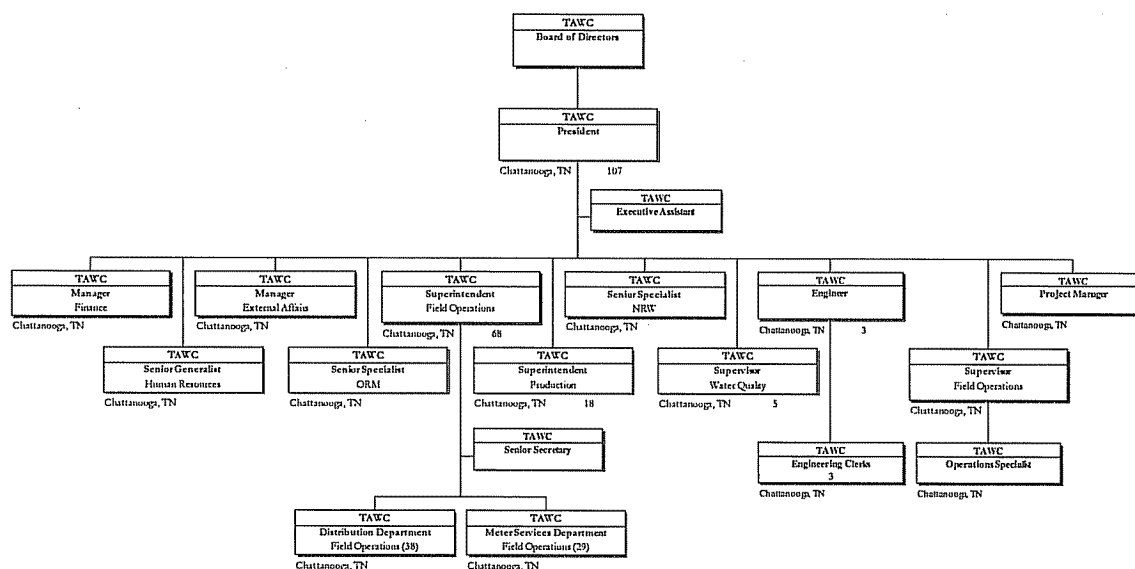 TAWC
Board of Directors
TAWC
President
Chattanooga, TN 107
TAWC
Executive Assistant
TAWC
Manager
Finance
Chattanooga, TN
TAWC
Manager
External Affairs
Chattanooga, TN
TAWC
Superintendent
Field Operations
Chattanooga, TN 68
TAWC
Senior Specialist
NRW
Chattanooga, TN
TAWC
Engineer
Chattanooga, TN 3
TAWC
Project Manager
Chattanooga, TN
TAWC
Senior Generalist
Human Resources
Chattanooga, TN
TAWC
Senior Specialist
ORM
Chattanooga, TN
TAWC
Superintendent
Production
Chattanooga, TN 18
TAWC
Supervisor
Water Quality
Chattanooga, TN 5
TAWC
Supervisor
Field Operations
Chattanooga, TN
TAWC
Senior Secretary
TAWC
Engineering Clerks
3
Chattanooga, TN
TAWC
Operations Specialist
Chattanooga, TN
TAWC
Distribution Department
Field Operations (38)
Chattanooga, TN
TAWC
Meter Services Department
Field Operations (29)
Chattanooga, TN